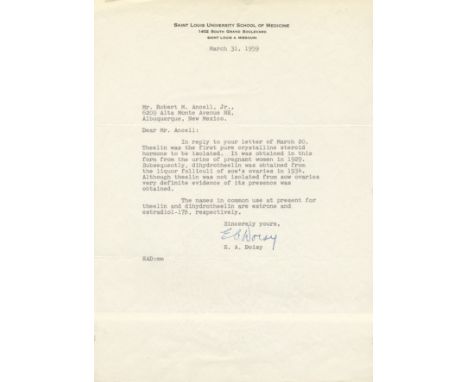 SAINT LOUIS UNIVERSITY SCHOOL OF MEDICINE
1402 SOUTH GRAND BOULEVARD
SAINT LOUIS 4 MISSOURI
March 31, 1959
Mr. Robert M. Ancell, Jr.,
6209 Alta Monte Avenue NE,
Albuquerque, New Mexico.
Dear Mr. Ancell:
In reply to your letter of March 20.
Theelin was the first pure crystalline steroid
hormone to be isolated. It was obtained in this
form from the urine of pregnant women in 1929.
Subsequently, dihydrotheelin was obtained from
the liquor folliculi of sow's ovaries in 1934.
Although theelin was not isolated from sow ovaries
very definite evidence of its presence was
obtained.
The names in common use at present for
theelin and dihydrotheelin are estrone and
estradiol-17β, respectively.
Sincerely yours,
E A Doisy
E. A. Doisy
EAD:mm